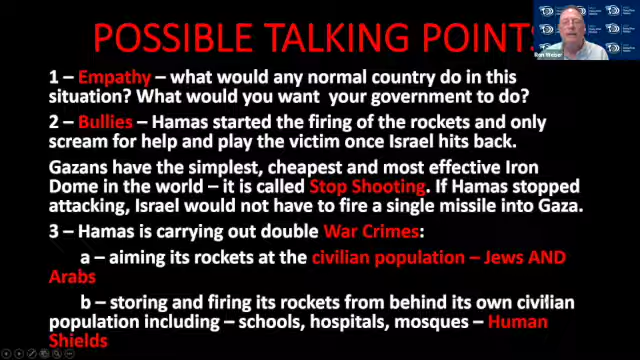 POSSIBLE TALKING POINTS
Ron Weiser
1 – Empathy – what would any normal country do in this
situation? What would you want your government to do?
2 – Bullies – Hamas started the firing of the rockets and only
scream for help and play the victim once Israel hits back.
Gazans have the simplest, cheapest and most effective Iron
Dome in the world – it is called Stop Shooting. If Hamas stopped
attacking, Israel would not have to fire a single missile into Gaza.
3 – Hamas is carrying out double War Crimes:
a – aiming its rockets at the civilian population – Jews AND
Arabs
b – storing and firing its rockets from behind its own civilian
population including – schools, hospitals, mosques – Human
Shields